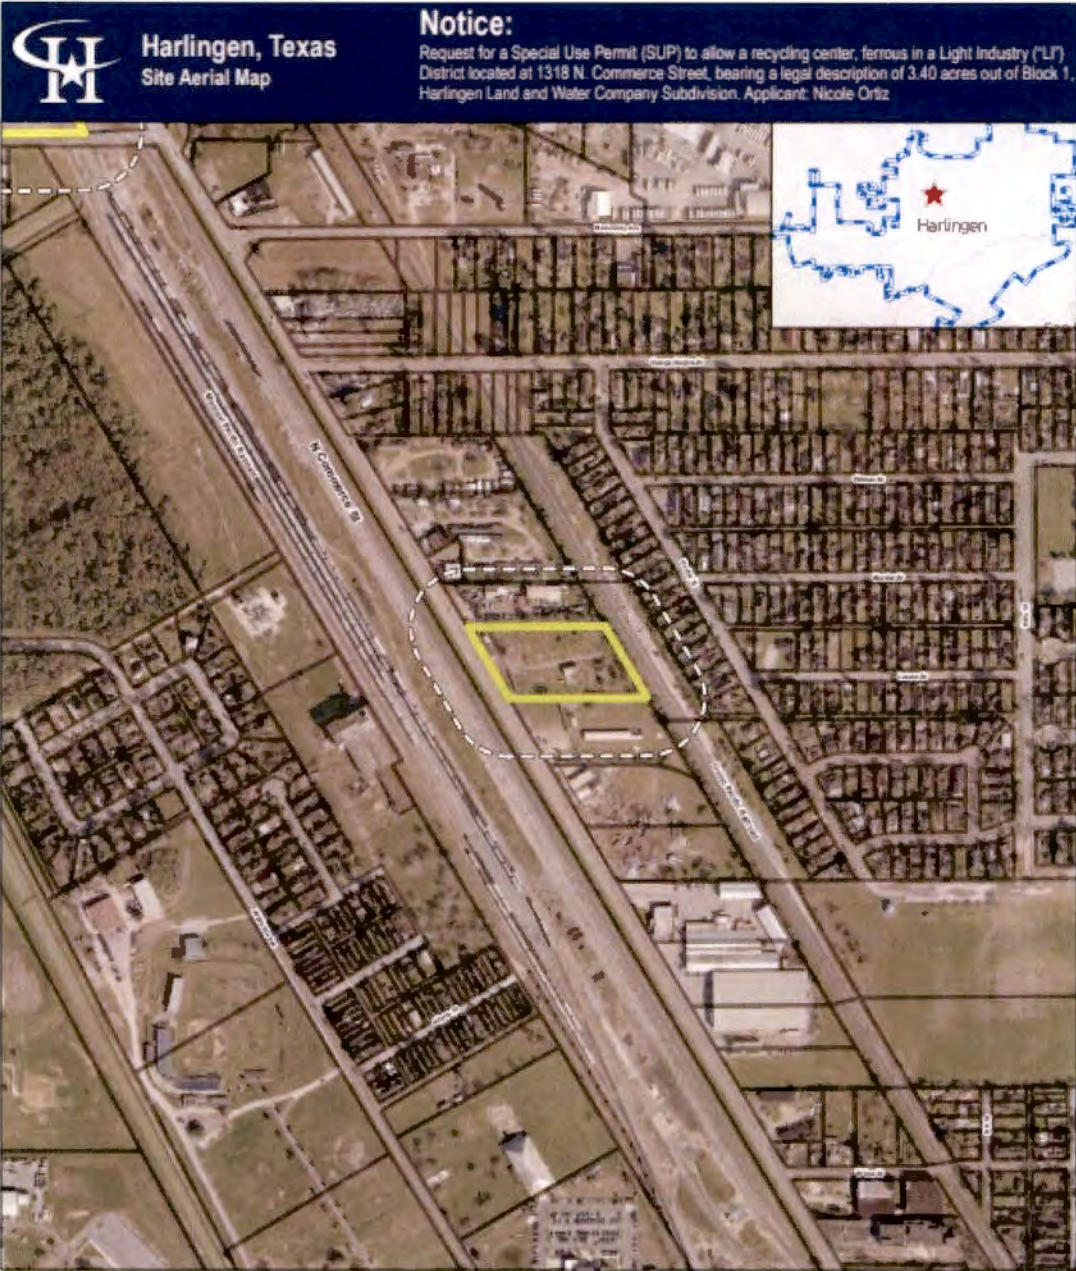 Harlingen, Texas
Site Aerial Map
Notice:
Request for a Special Use Permit (SUP) to allow a recycling center, ferrous in a Light Industry ("LI")
District located at 1318 N. Commerce Street, bearing a legal description of 3.40 acres out of Block 1,
Harlingen Land and Water Company Subdivision. Applicant: Nicole Ortiz
Harlingen
N Commerce St